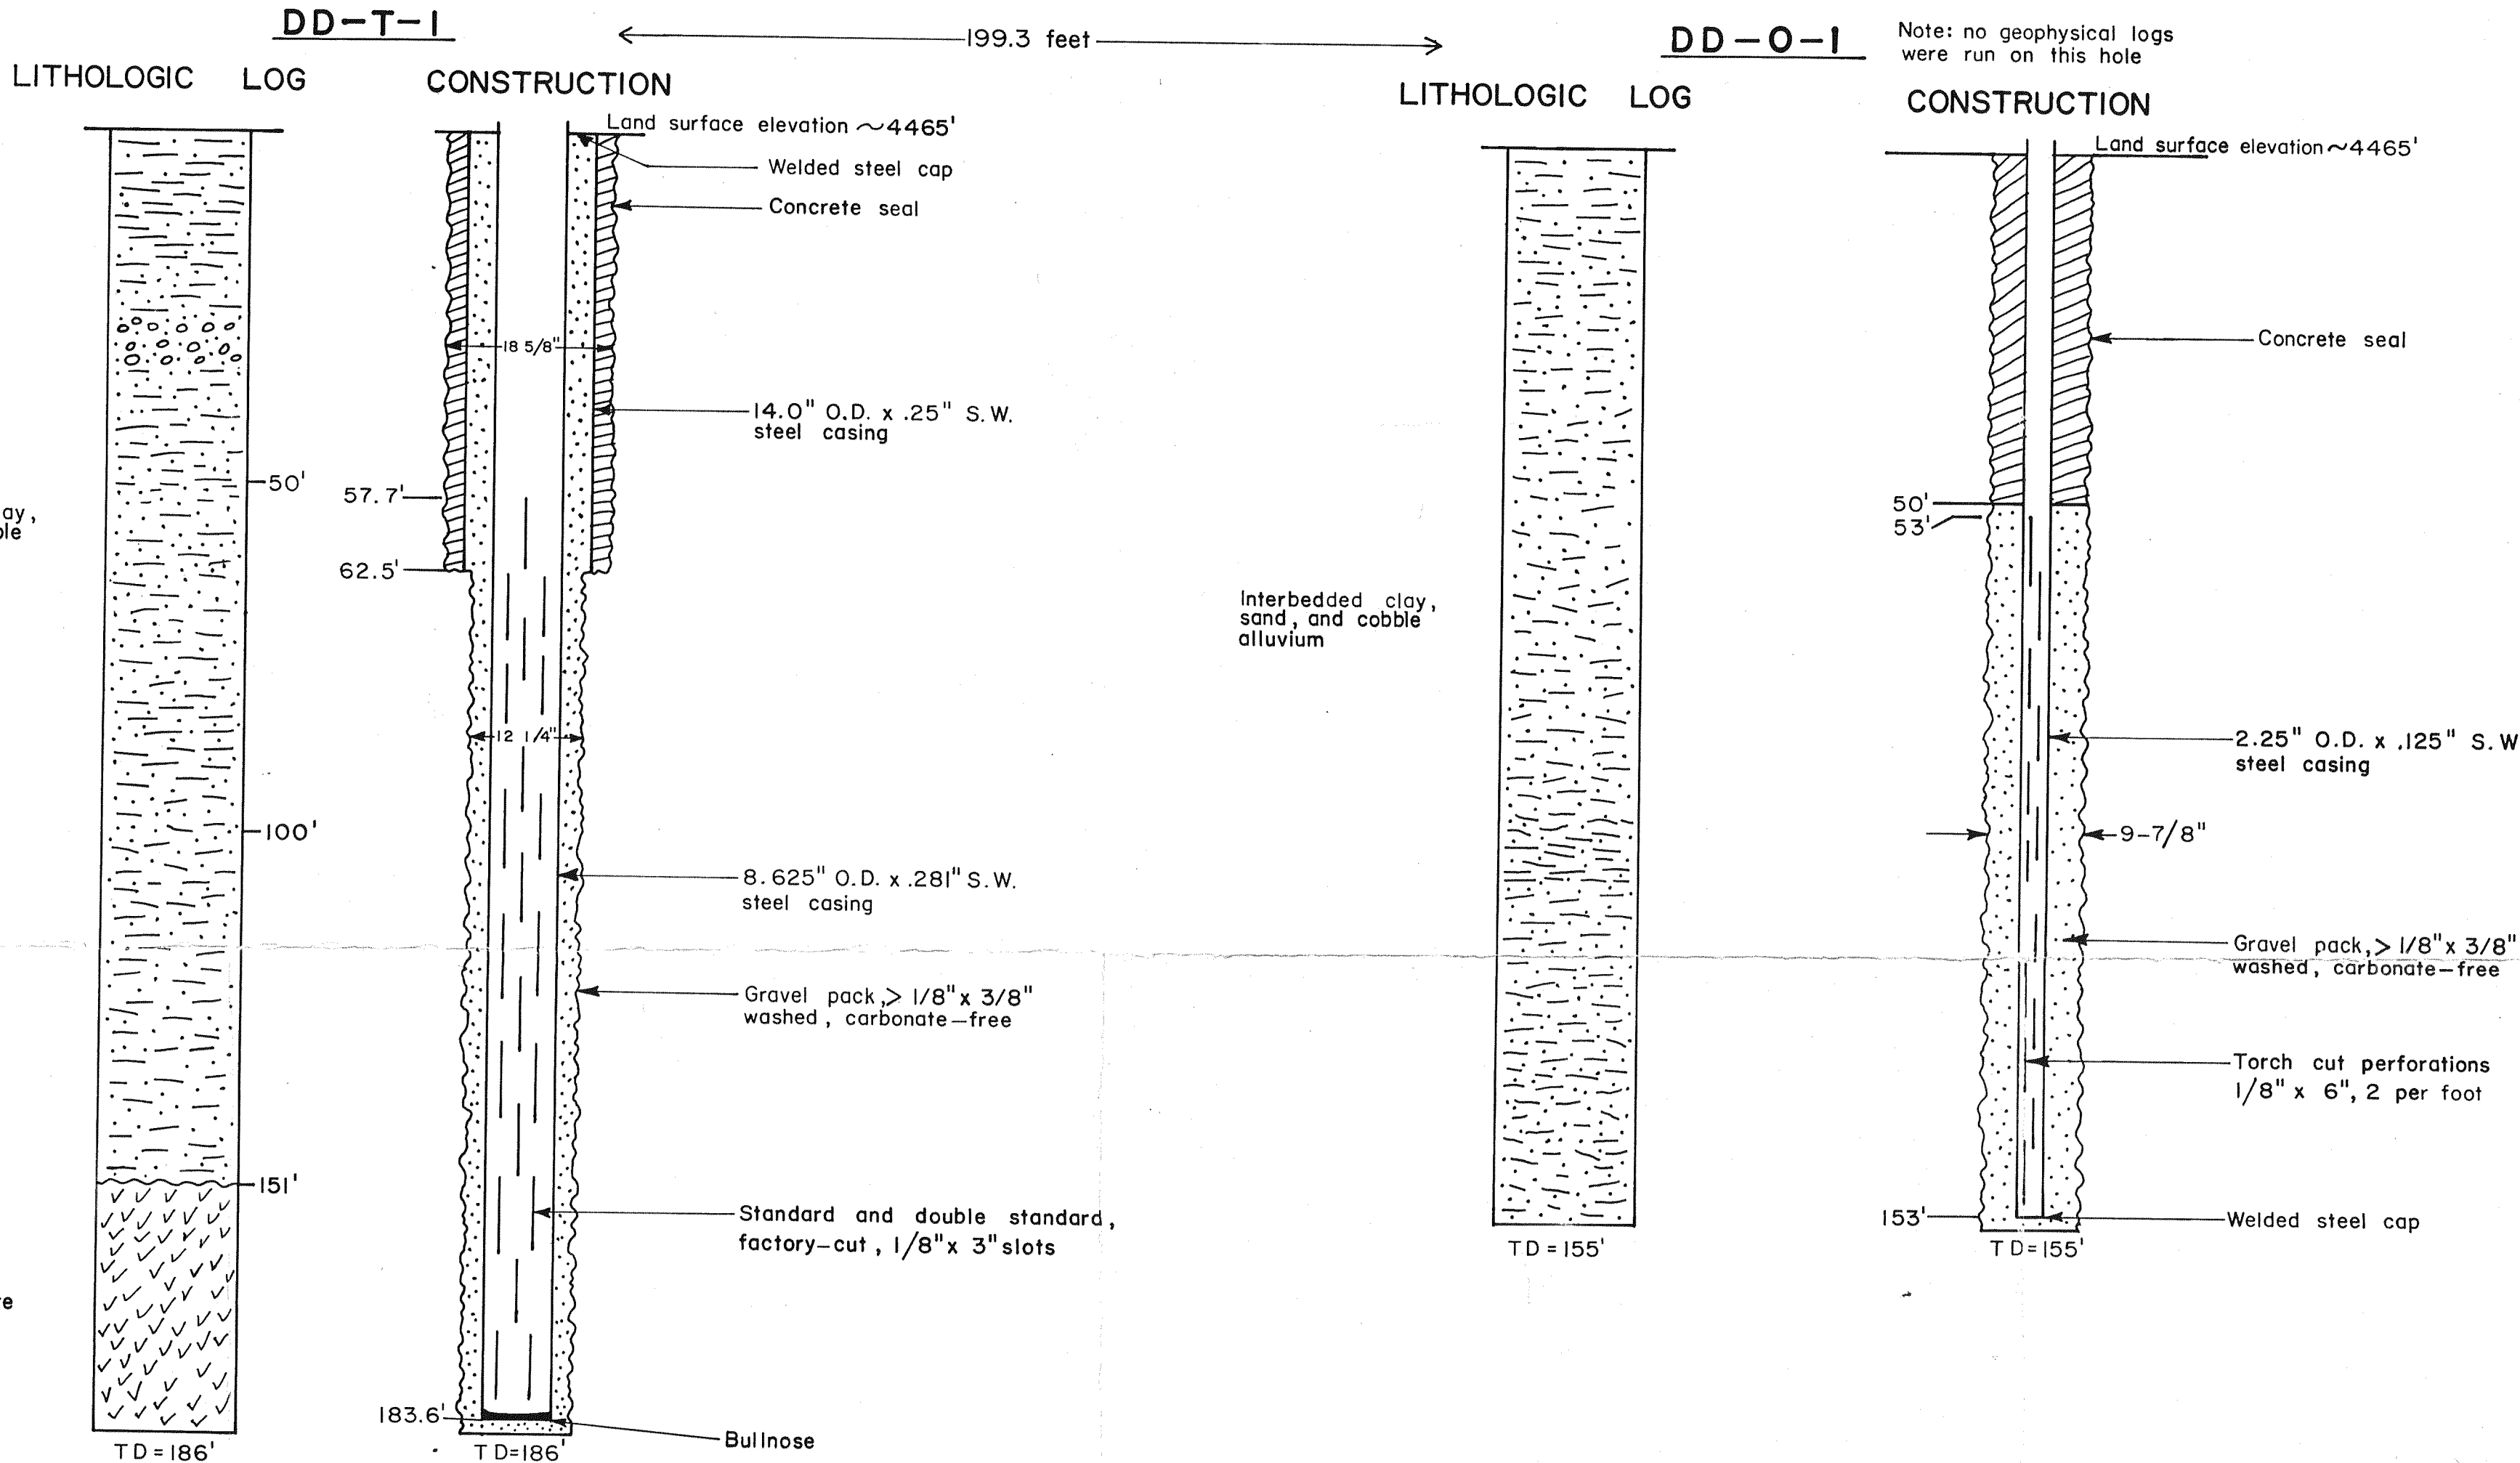 DD-T-1
199.3 feet
DD-O-1
Note: no geophysical logs
were run on this hole
LITHOLOGIC LOG
CONSTRUCTION
Land surface elevation ~4465'
Welded steel cap
Concrete seal
18 5/8"
14.0" O.D. x .25" S.W.
steel casing
50'
57.7'
62.5'
12 1/4"
100'
8.625" O.D. x .281" S.W.
steel casing
Gravel pack, > 1/8" x 3/8"
washed, carbonate-free
151'
Standard and double standard,
factory-cut, 1/8" x 3" slots
183.6'
Bullnose
TD=186'
TD=186'
LITHOLOGIC LOG
CONSTRUCTION
Land surface elevation ~4465'
Concrete seal
50'
53'
Interbedded clay,
sand, and cobble
alluvium
2.25" O.D. x .125" S.W
steel casing
9-7/8"
Gravel pack, > 1/8" x 3/8"
washed, carbonate-free
Torch cut perforations
1/8" x 6", 2 per foot
153'
Welded steel cap
TD=155'
TD=155'